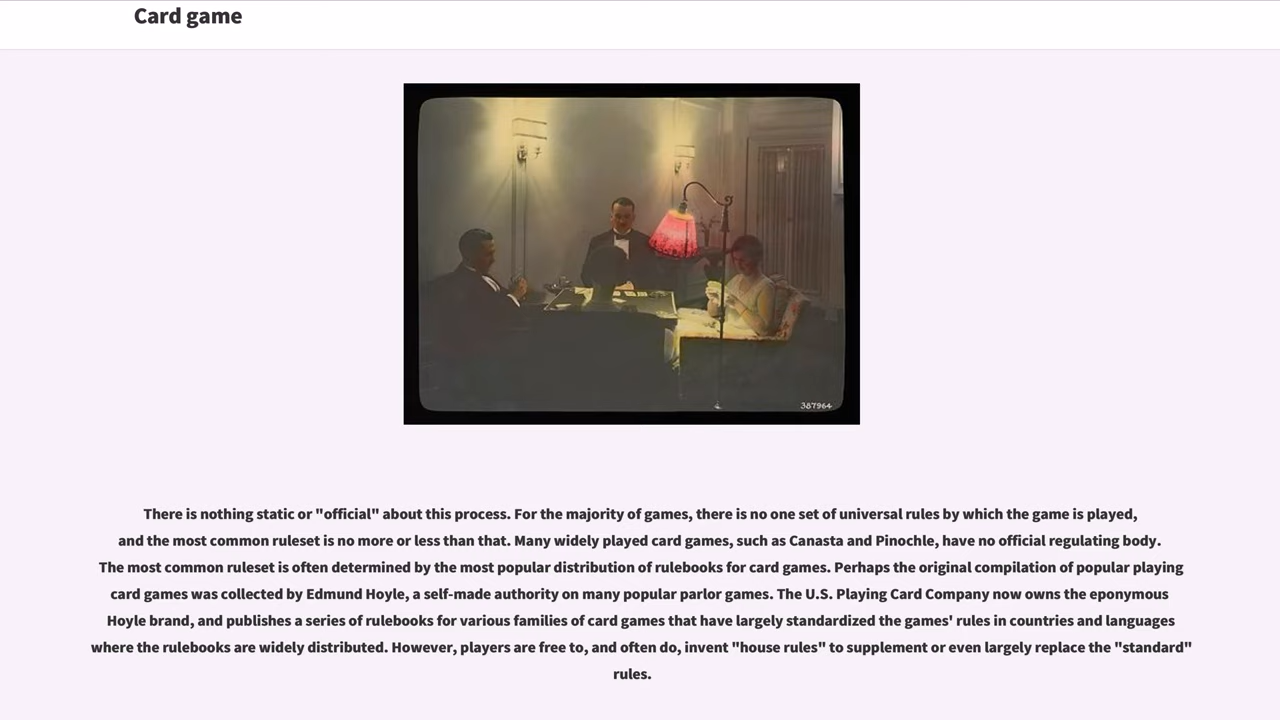 Card game
387964
There is nothing static or "official" about this process. For the majority of games, there is no one set of universal rules by which the game is played,
and the most common ruleset is no more or less than that. Many widely played card games, such as Canasta and Pinochle, have no official regulating body.
The most common ruleset is often determined by the most popular distribution of rulebooks for card games. Perhaps the original compilation of popular playing
card games was collected by Edmund Hoyle, a self-made authority on many popular parlor games. The U.S. Playing Card Company now owns the eponymous
Hoyle brand, and publishes a series of rulebooks for various families of card games that have largely standardized the games' rules in countries and languages
where the rulebooks are widely distributed. However, players are free to, and often do, invent "house rules" to supplement or even largely replace the "standard"
rules.